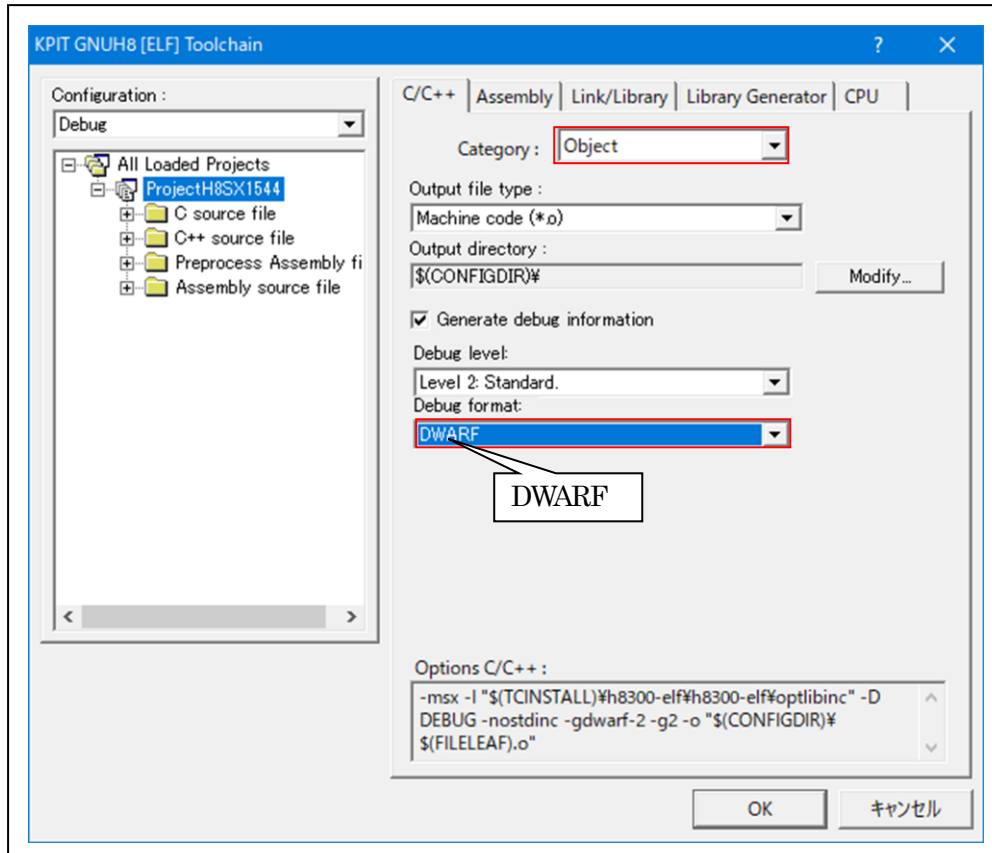 KPIT GNUH8 [ELF] Toolchain
Configuration :
Debug
All Loaded Projects
ProjectH8SX1544
C source file
C++ source file
Preprocess Assembly fi
Assembly source file
C/C++ Assembly Link/Library Library Generator CPU
Category : Object
Output file type :
Machine code (*.o)
Output directory :
$(CONFIGDIR)¥ Modify...
Generate debug information
Debug level:
Level 2: Standard.
Debug format:
DWARF
DWARF
Options C/C++ :
-msx -I "$(TCINSTALL)¥h8300-elf¥h8300-elf¥optlibinc" -D
DEBUG -nostdinc -gdwarf-2 -g2 -o "$(CONFIGDIR)¥
$(FILELEAF).o"
OK キャンセル